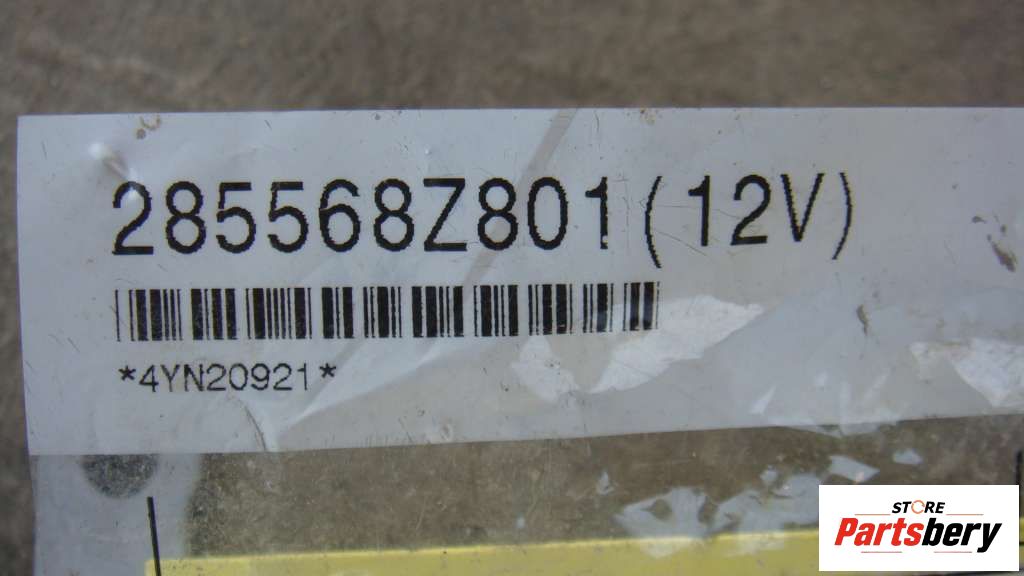 285568Z801(12V)
*4YN20921*
STORE
Partsbery